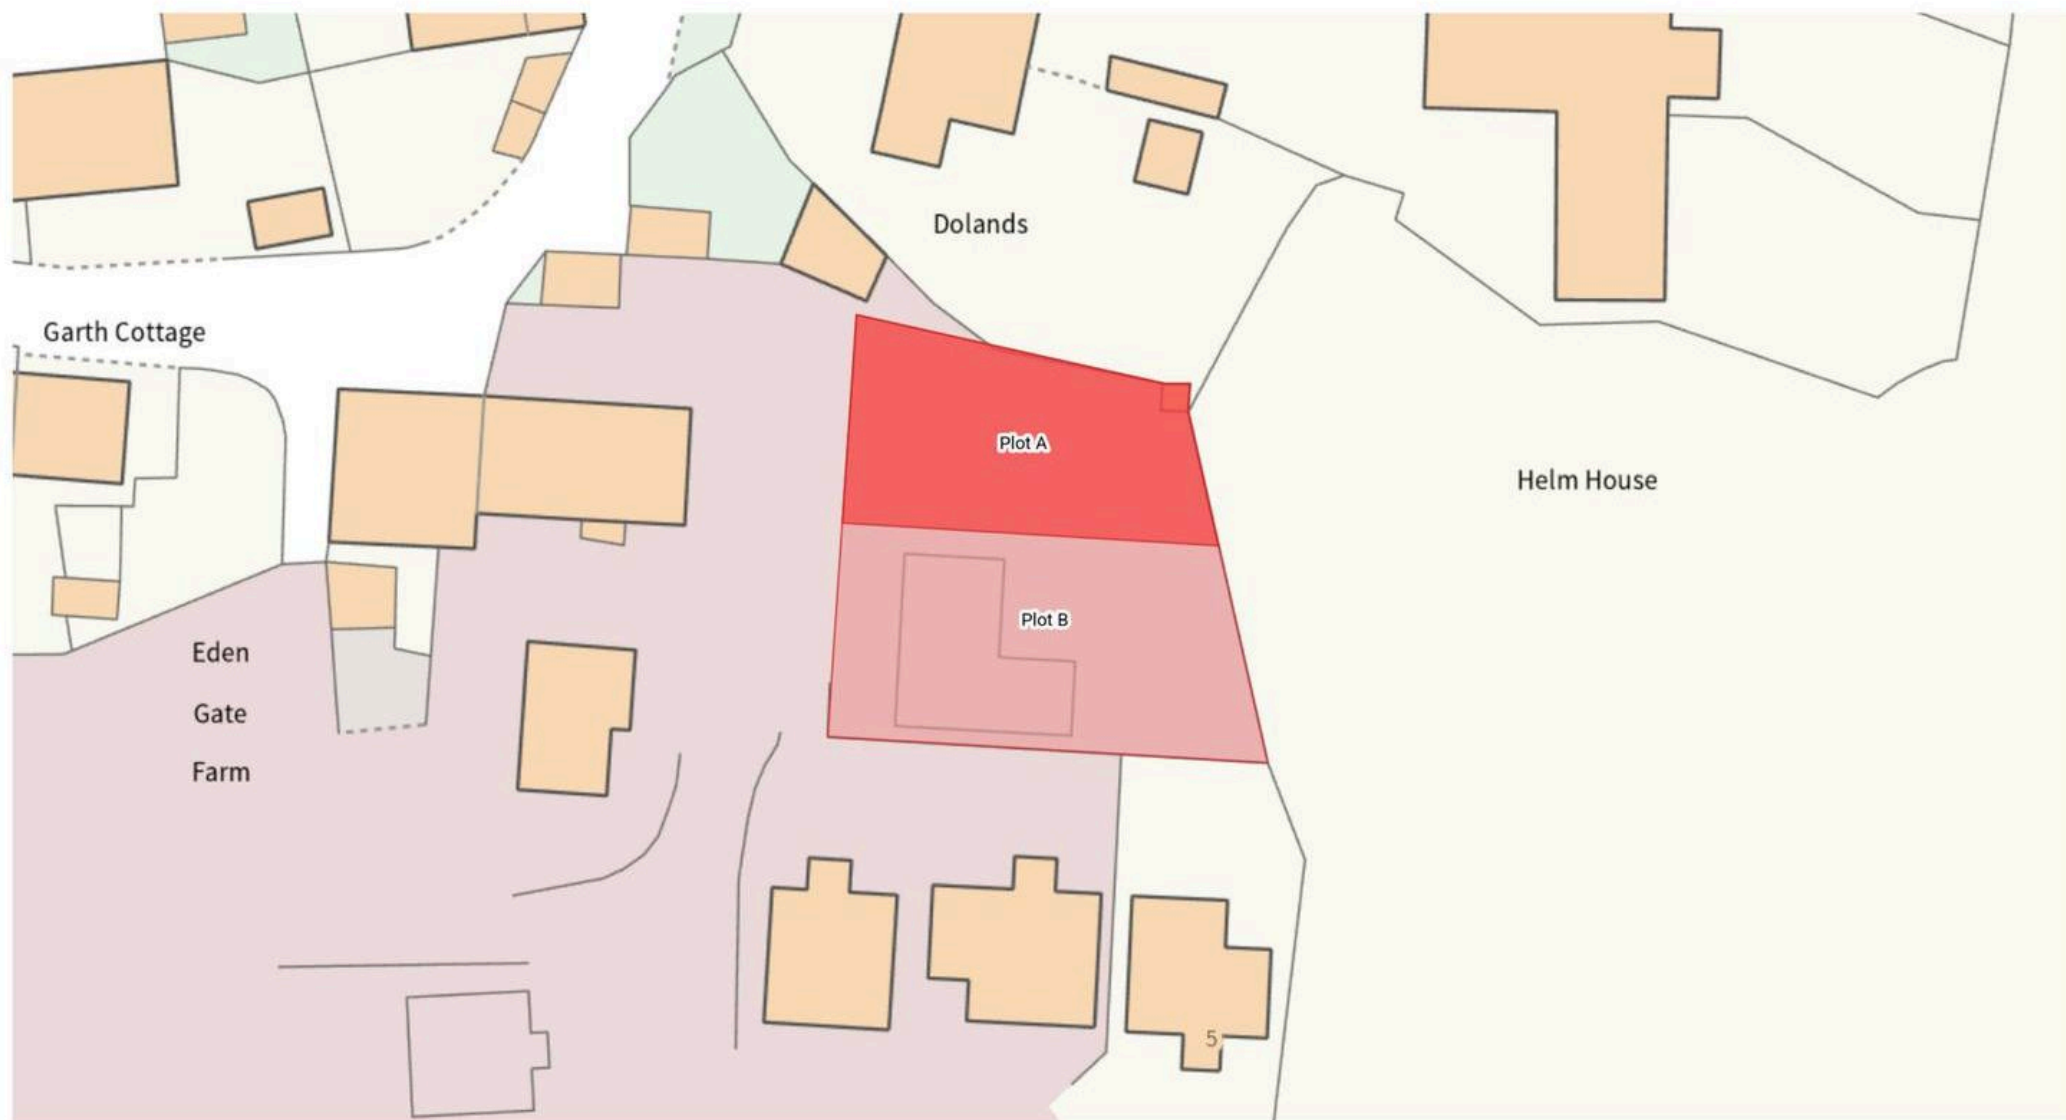 Dolands
Garth Cottage
Plot A
Helm House
Plot B
Eden
Gate
Farm
5